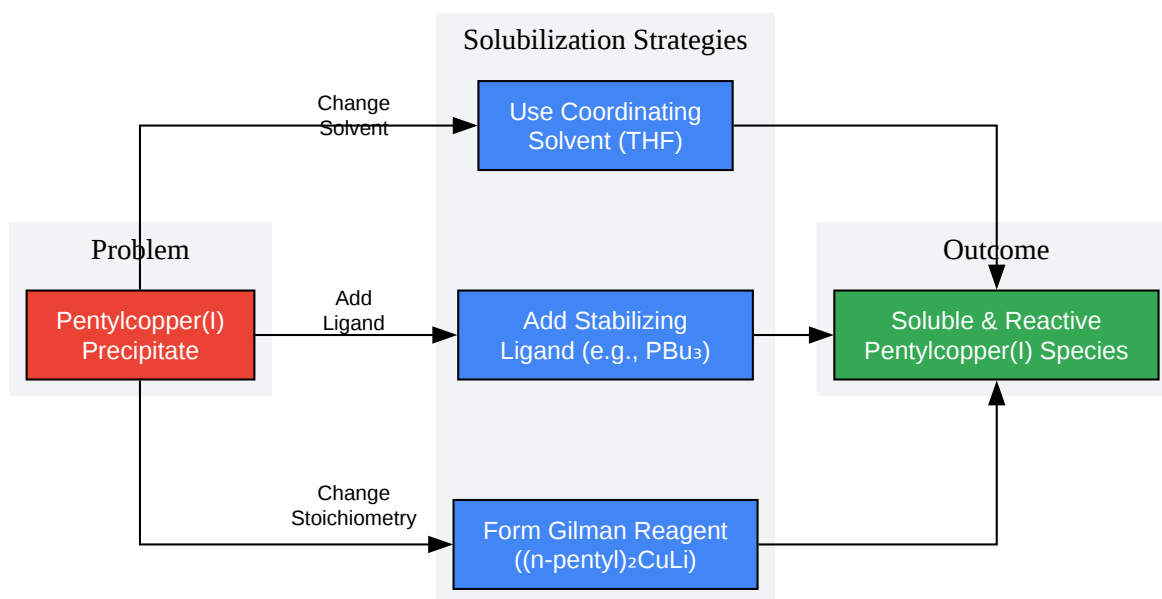 Solubilization Strategies
Change
Solvent
Use Coordinating
Solvent (THF)
Problem
Outcome
Pentylcopper(I)
Precipitate
Add
Ligand
Add Stabilizing
Ligand (e.g., PBu₃)
Soluble & Reactive
Pentylcopper(I) Species
Change
Stoichiometry
Form Gilman Reagent
((n-pentyl)₂CuLi)